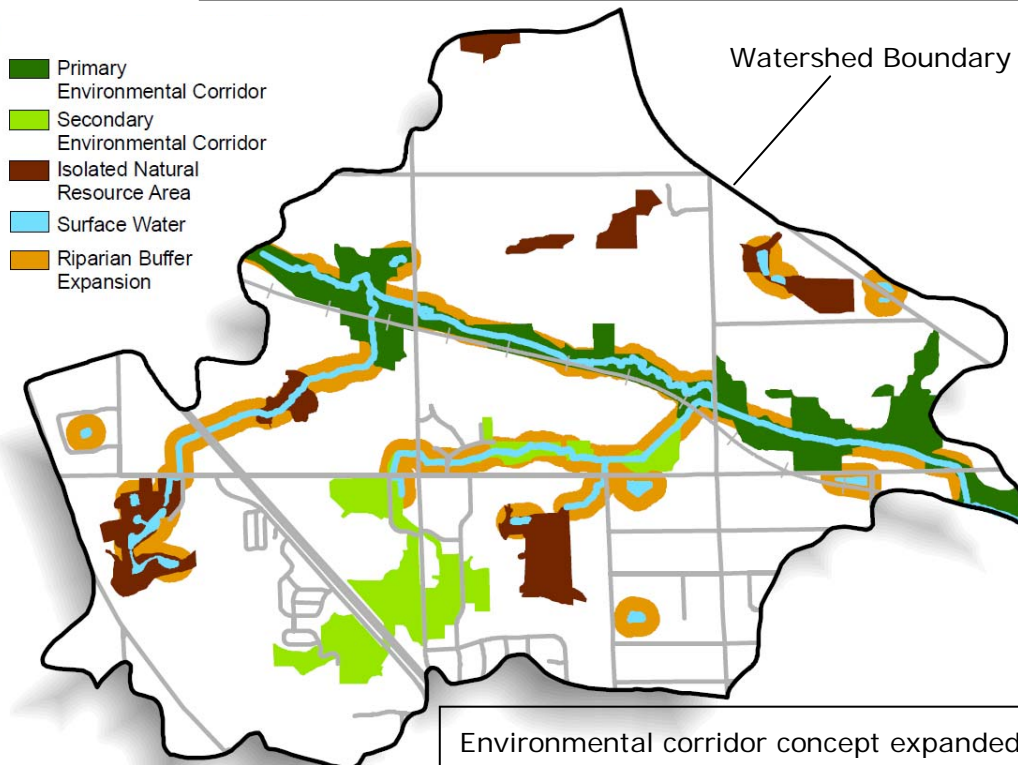 Watershed Boundary
Primary
Environmental Corridor
Secondary
Environmental Corridor
Isolated Natural
Resource Area
Surface Water
Riparian Buffer
Expansion
Environmental corridor concept expanded